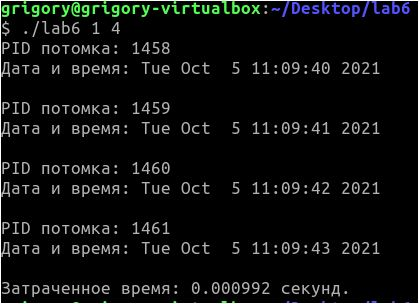 grigory@grigory-virtualbox:~/Desktop/lab6
$ ./lab6 1 4
PID потомка: 1458
Дата и время: Tue Oct  5 11:09:40 2021
PID потомка: 1459
Дата и время: Tue Oct  5 11:09:41 2021
PID потомка: 1460
Дата и время: Tue Oct  5 11:09:42 2021
PID потомка: 1461
Дата и время: Tue Oct  5 11:09:43 2021
Затраченное время: 0.000992 секунд.